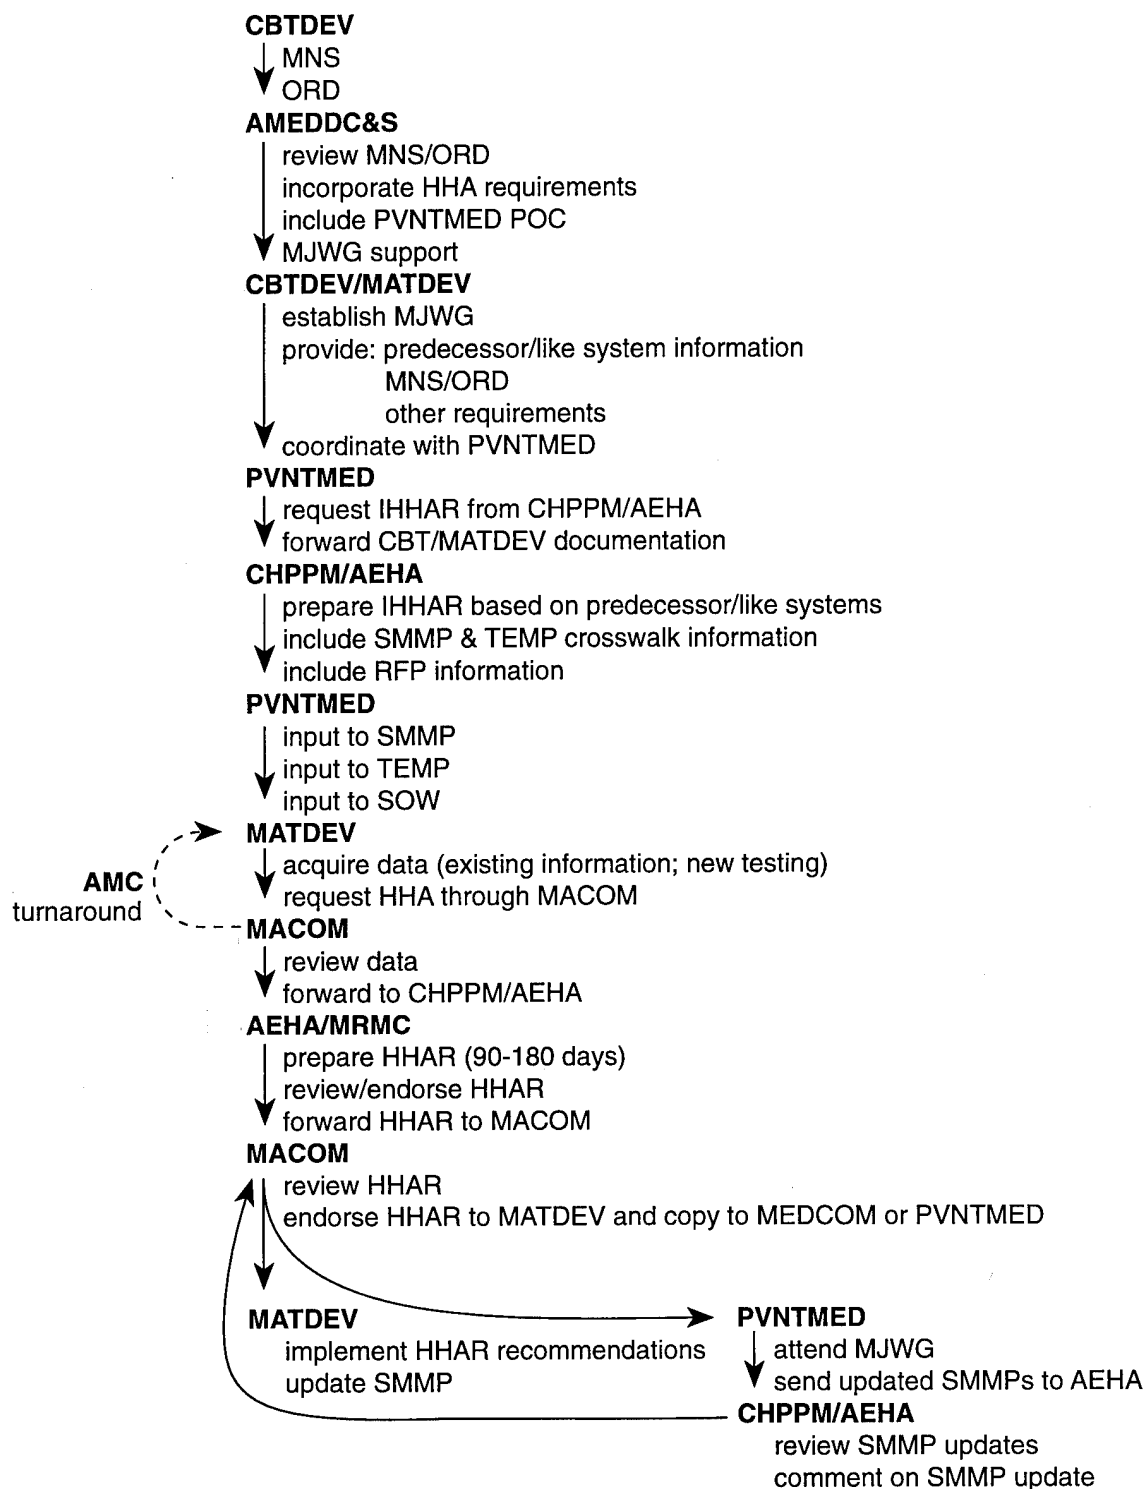 CBTDEV
MNS
ORD
AMEDDC&S
review MNS/ORD
incorporate HHA requirements
include PVNTMED POC
MJWG support
CBTDEV/MATDEV
establish MJWG
provide: predecessor/like system information
MNS/ORD
other requirements
coordinate with PVNTMED
PVNTMED
request IHHAR from CHPPM/AEHA
forward CBT/MATDEV documentation
CHPPM/AEHA
prepare IHHAR based on predecessor/like systems
include SMMP & TEMP crosswalk information
include RFP information
PVNTMED
input to SMMP
input to TEMP
input to SOW
MATDEV
acquire data (existing information; new testing)
request HHA through MACOM
AMC
turnaround
MACOM
review data
forward to CHPPM/AEHA
AEHA/MRMC
prepare HHAR (90-180 days)
review/endorse HHAR
forward HHAR to MACOM
MACOM
review HHAR
endorse HHAR to MATDEV and copy to MEDCOM or PVNTMED
MATDEV
implement HHAR recommendations
update SMMP
PVNTMED
attend MJWG
send updated SMMPs to AEHA
CHPPM/AEHA
review SMMP updates
comment on SMMP update